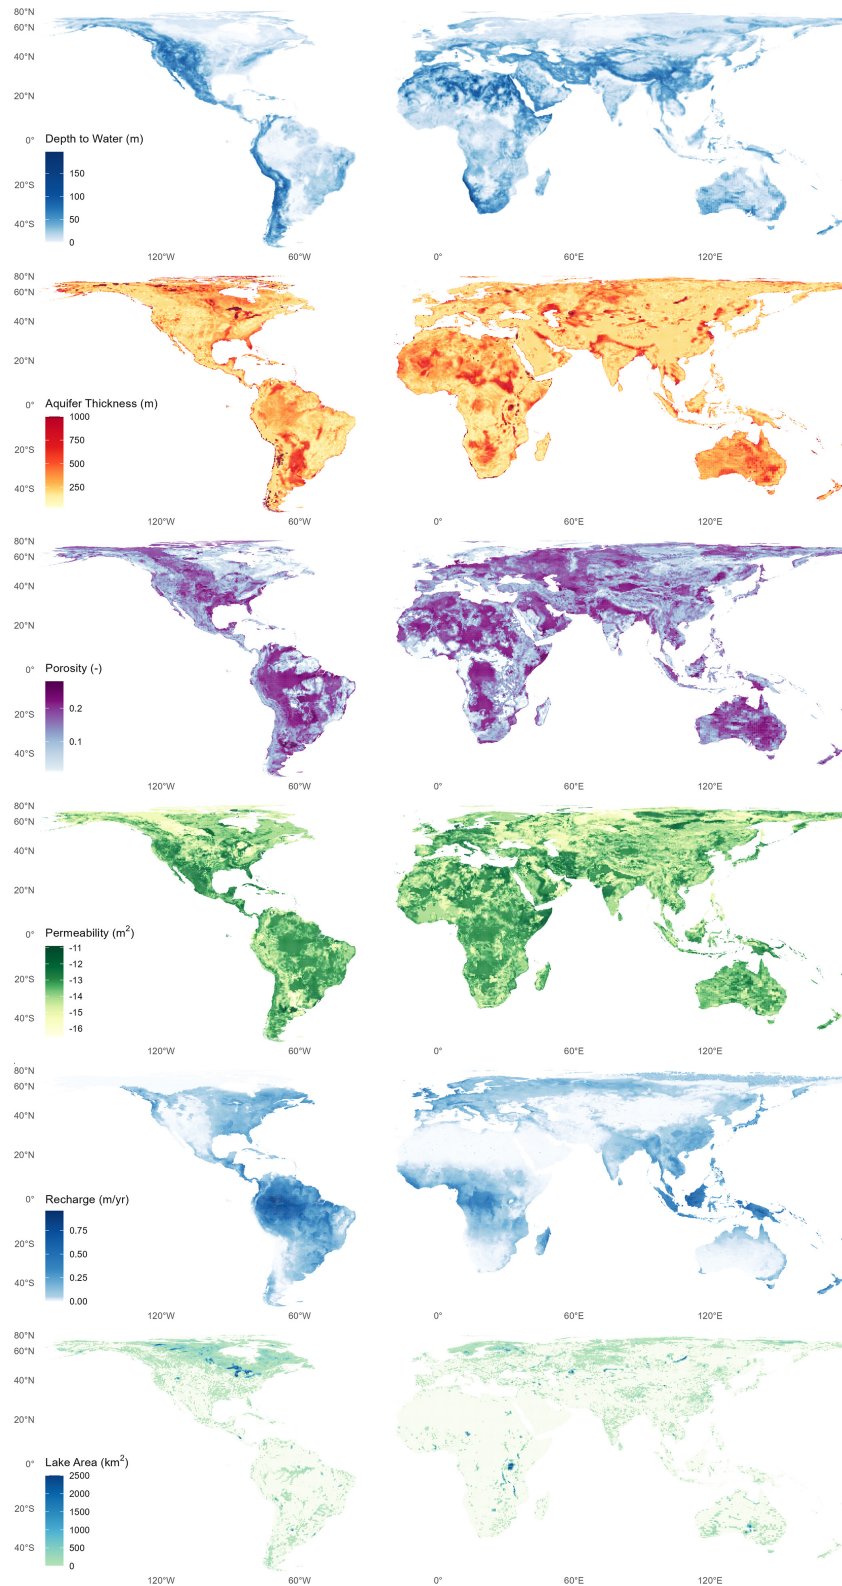 80°N
60°N
40°N
20°N
0°
Depth to Water (m)
150
100
50
0
20°S
40°S
120°W
60°W
0°
60°E
120°E
80°N
60°N
40°N
20°N
0°
Aquifer Thickness (m)
1000
750
500
250
20°S
40°S
120°W
60°W
0°
60°E
120°E
80°N
60°N
40°N
20°N
0°
Porosity (-)
0.2
0.1
20°S
40°S
120°W
60°W
0°
60°E
120°E
80°N
60°N
40°N
20°N
0°
Permeability (m²)
-11
-12
-13
-14
-15
-16
20°S
40°S
120°W
60°W
0°
60°E
120°E
80°N
60°N
40°N
20°N
0°
Recharge (m/yr)
0.75
0.50
0.25
0.00
20°S
40°S
120°W
60°W
0°
60°E
120°E
80°N
60°N
40°N
20°N
0°
Lake Area (km²)
2500
2000
1500
1000
500
0
20°S
40°S
120°W
60°W
0°
60°E
120°E